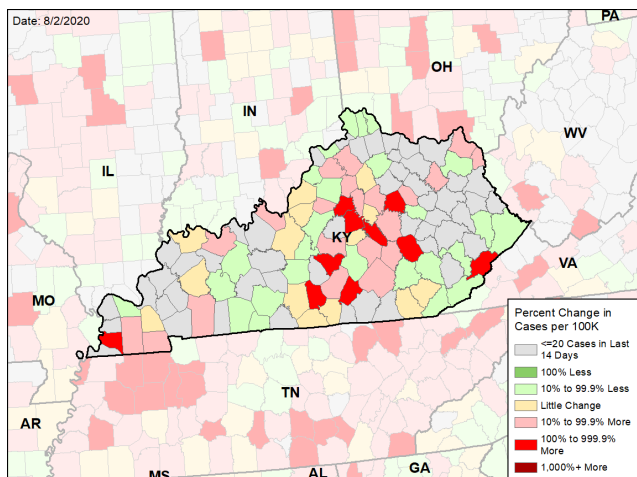 Date: 8/2/2020
PA
OH
IN
WV
IL
KY
VA
MO
TN
AR
MS
AL
GA
Percent Change in
Cases per 100K
<=20 Cases in Last
14 Days
100% Less
10% to 99.9% Less
Little Change
10% to 99.9% More
100% to 999.9%
More
1,000%+ More